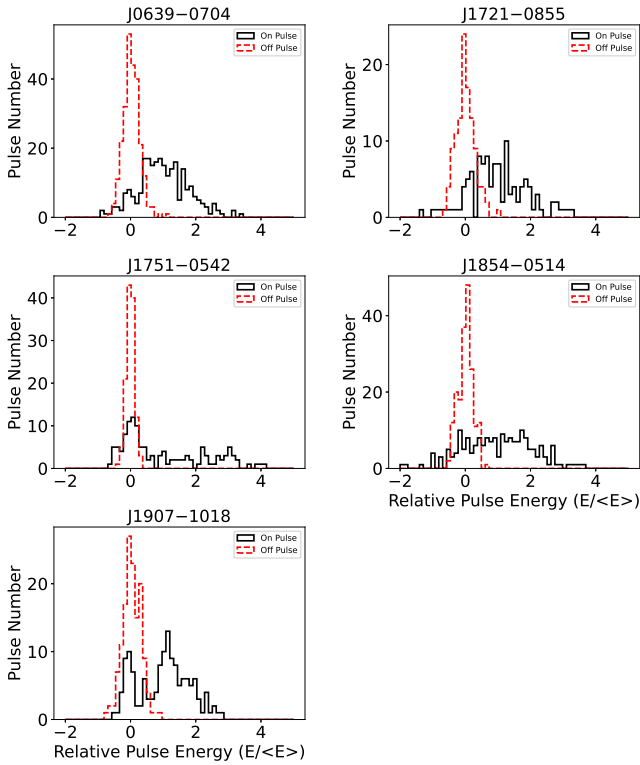 J0639−0704
On Pulse
Off Pulse
Pulse Number
40
20
0
−2 0 2 4
J1721−0855
On Pulse
Off Pulse
Pulse Number
20
10
0
−2 0 2 4
J1751−0542
On Pulse
Off Pulse
Pulse Number
40
30
20
10
0
−2 0 2 4
J1854−0514
On Pulse
Off Pulse
Pulse Number
40
20
0
−2 0 2 4
Relative Pulse Energy (E/<E>)
J1907−1018
On Pulse
Off Pulse
Pulse Number
20
10
0
−2 0 2 4
Relative Pulse Energy (E/<E>)